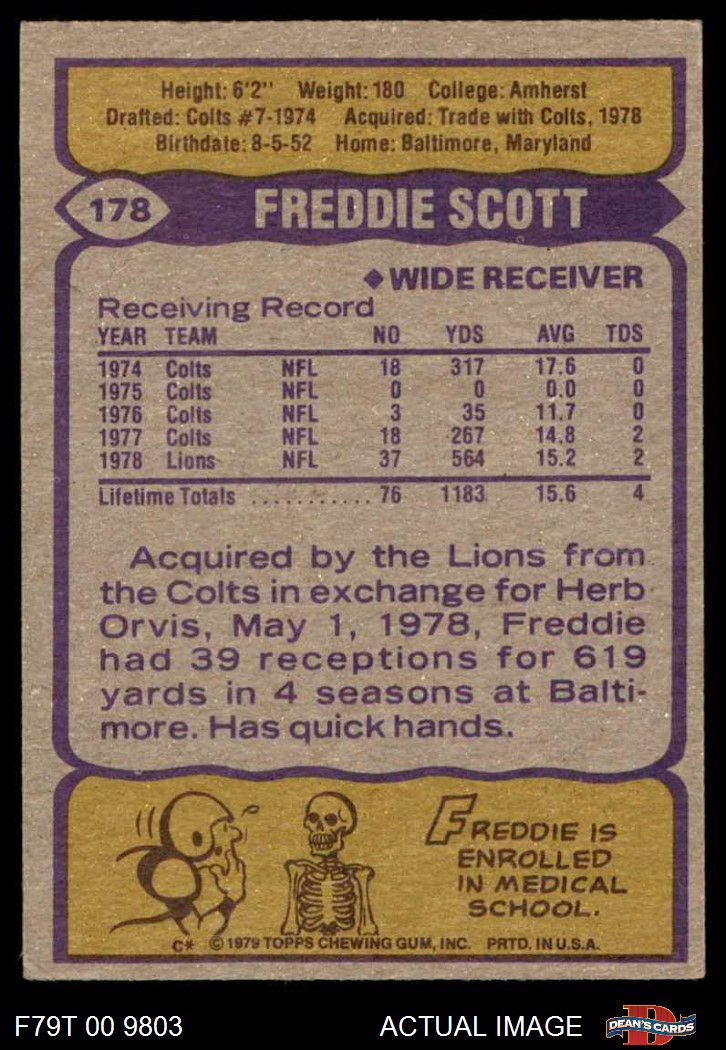 Height: 6'2" Weight: 180 College: Amherst
Drafted: Colts #7-1974 Acquired: Trade with Colts, 1978
Birthdate: 8-5-52 Home: Baltimore, Maryland
178 FREDDIE SCOTT
◆WIDE RECEIVER
Receiving Record
YEAR TEAM NO YDS AVG TDS
1974 Colts NFL 18 317 17.6 0
1975 Colts NFL 0 0 0.0 0
1976 Colts NFL 3 35 11.7 0
1977 Colts NFL 18 267 14.8 2
1978 Lions NFL 37 564 15.2 2
Lifetime Totals ........... 76 1183 15.6 4
Acquired by the Lions from
the Colts in exchange for Herb
Orvis, May 1, 1978, Freddie
had 39 receptions for 619
yards in 4 seasons at Balti-
more. Has quick hands.
FREDDIE IS
ENROLLED
IN MEDICAL
SCHOOL.
C* © 1979 TOPPS CHEWING GUM, INC. PRTD. IN U.S.A.
F79T 00 9803 ACTUAL IMAGE D DEAN'S CARDS